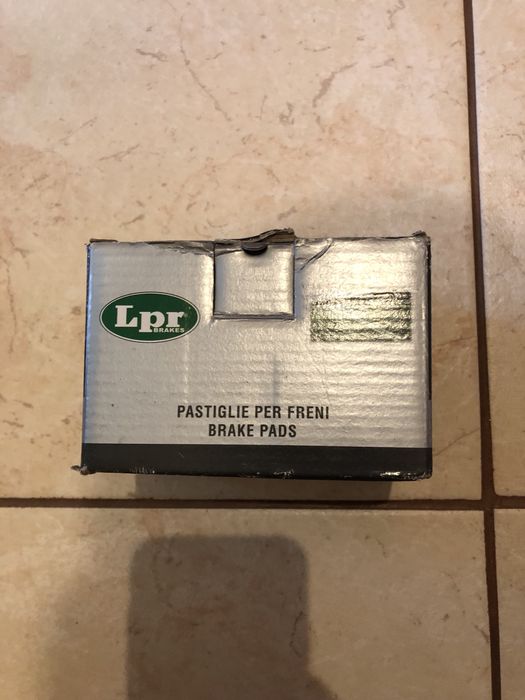 Lpr
BRAKES
PASTIGLIE PER FRENI
BRAKE PADS